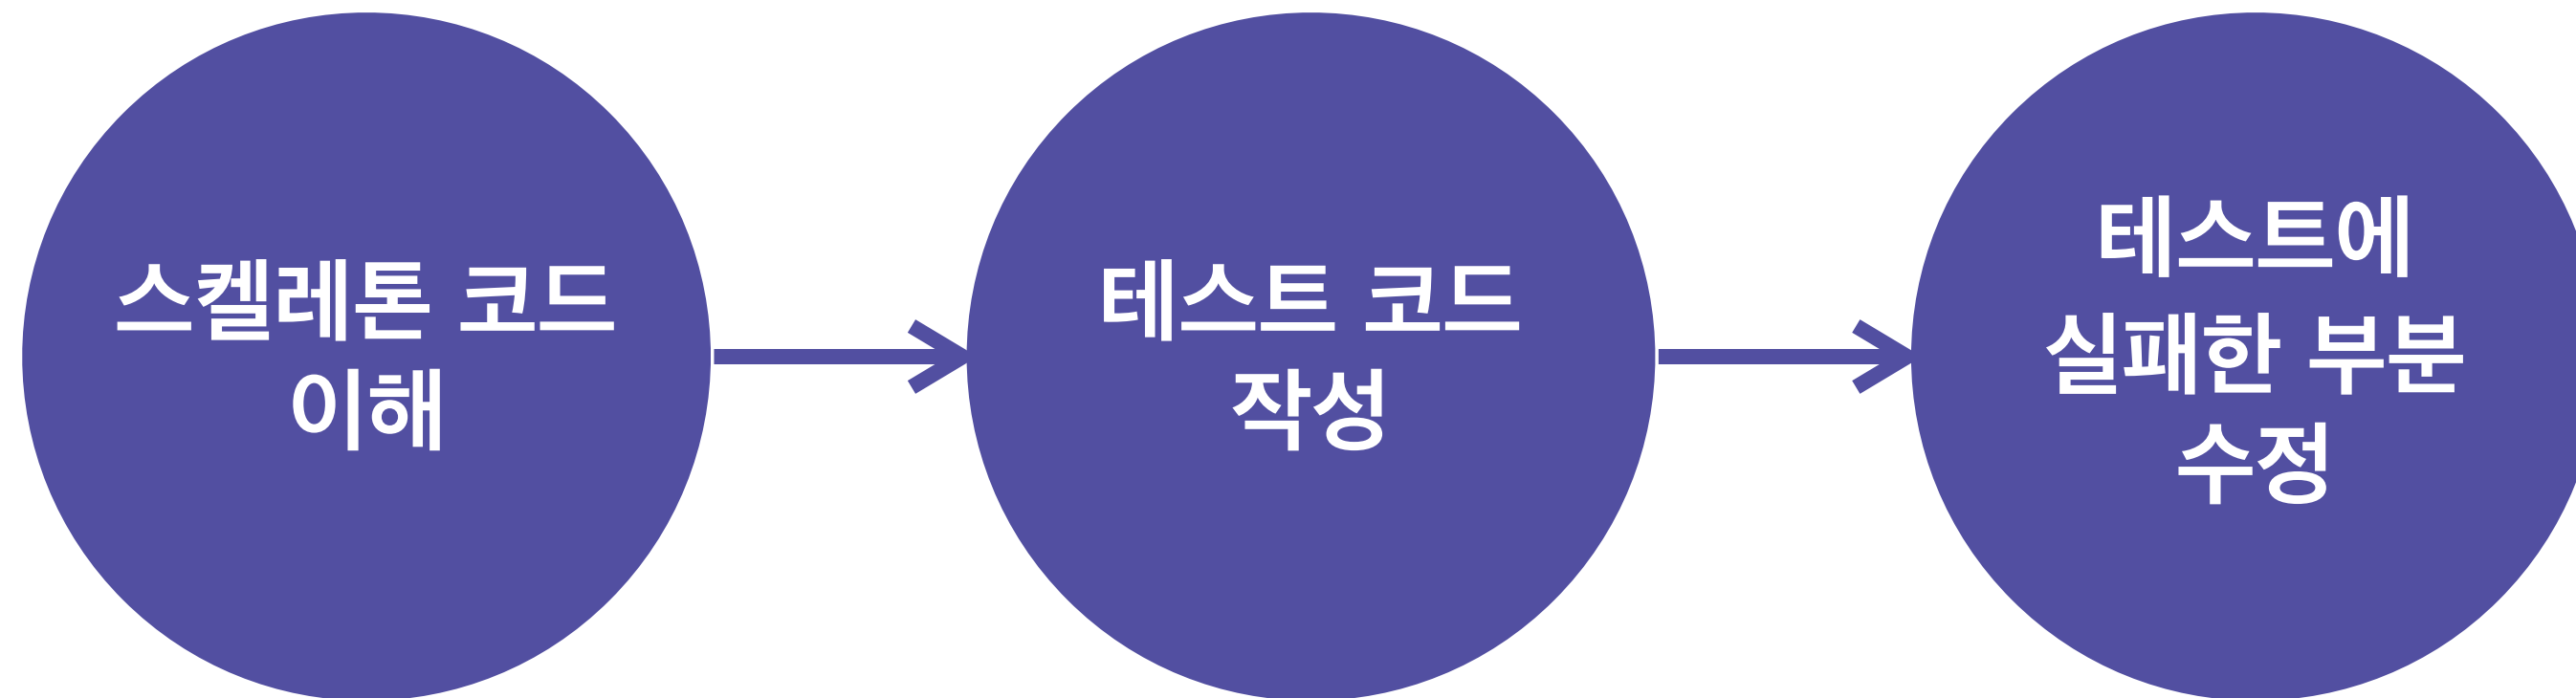 스켈레톤 코드
이해
테스트 코드
작성
테스트에
실패한 부분
수정